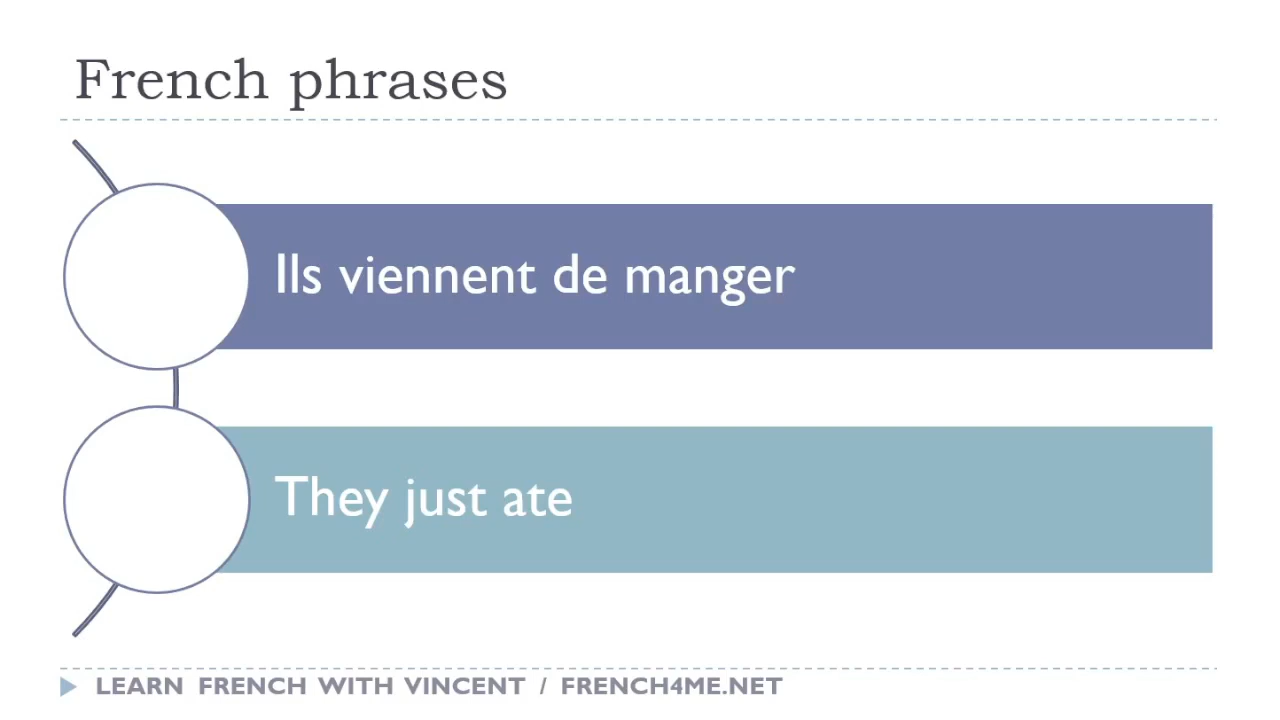 French phrases
Ils viennent de manger
They just ate
LEARN FRENCH WITH VINCENT / FRENCH4ME.NET